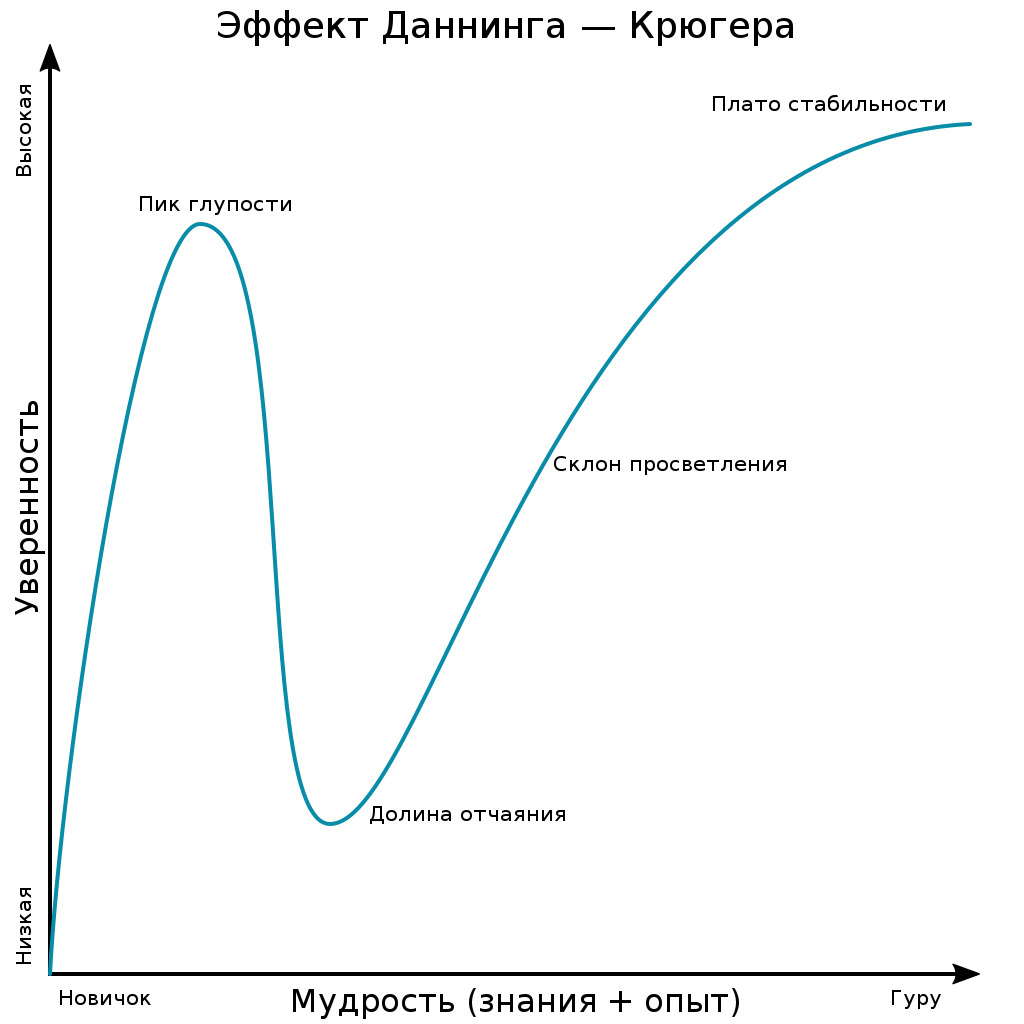 Эффект Даннинга — Крюгера
Высокая
Плато стабильности
Пик глупости
Уверенность
Склон просветления
Долина отчаяния
Низкая
Новичок
Мудрость (знания + опыт)
Гуру